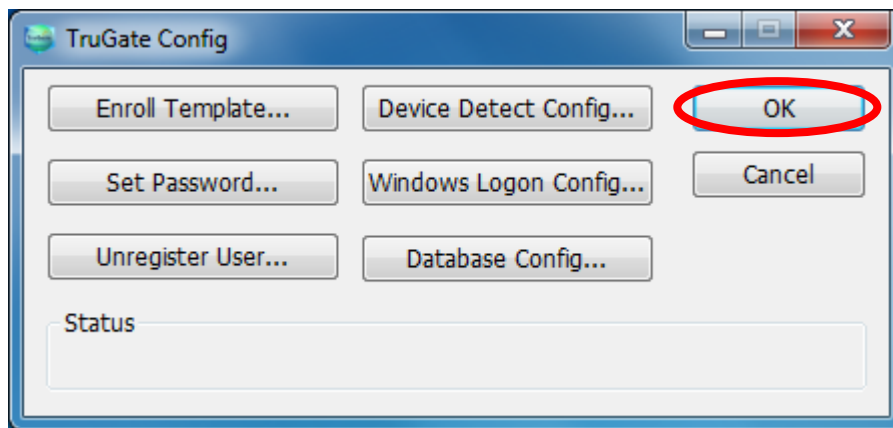 TruGate Config
Enroll Template...
Device Detect Config...
OK
Set Password...
Windows Logon Config...
Cancel
Unregister User...
Database Config...
Status